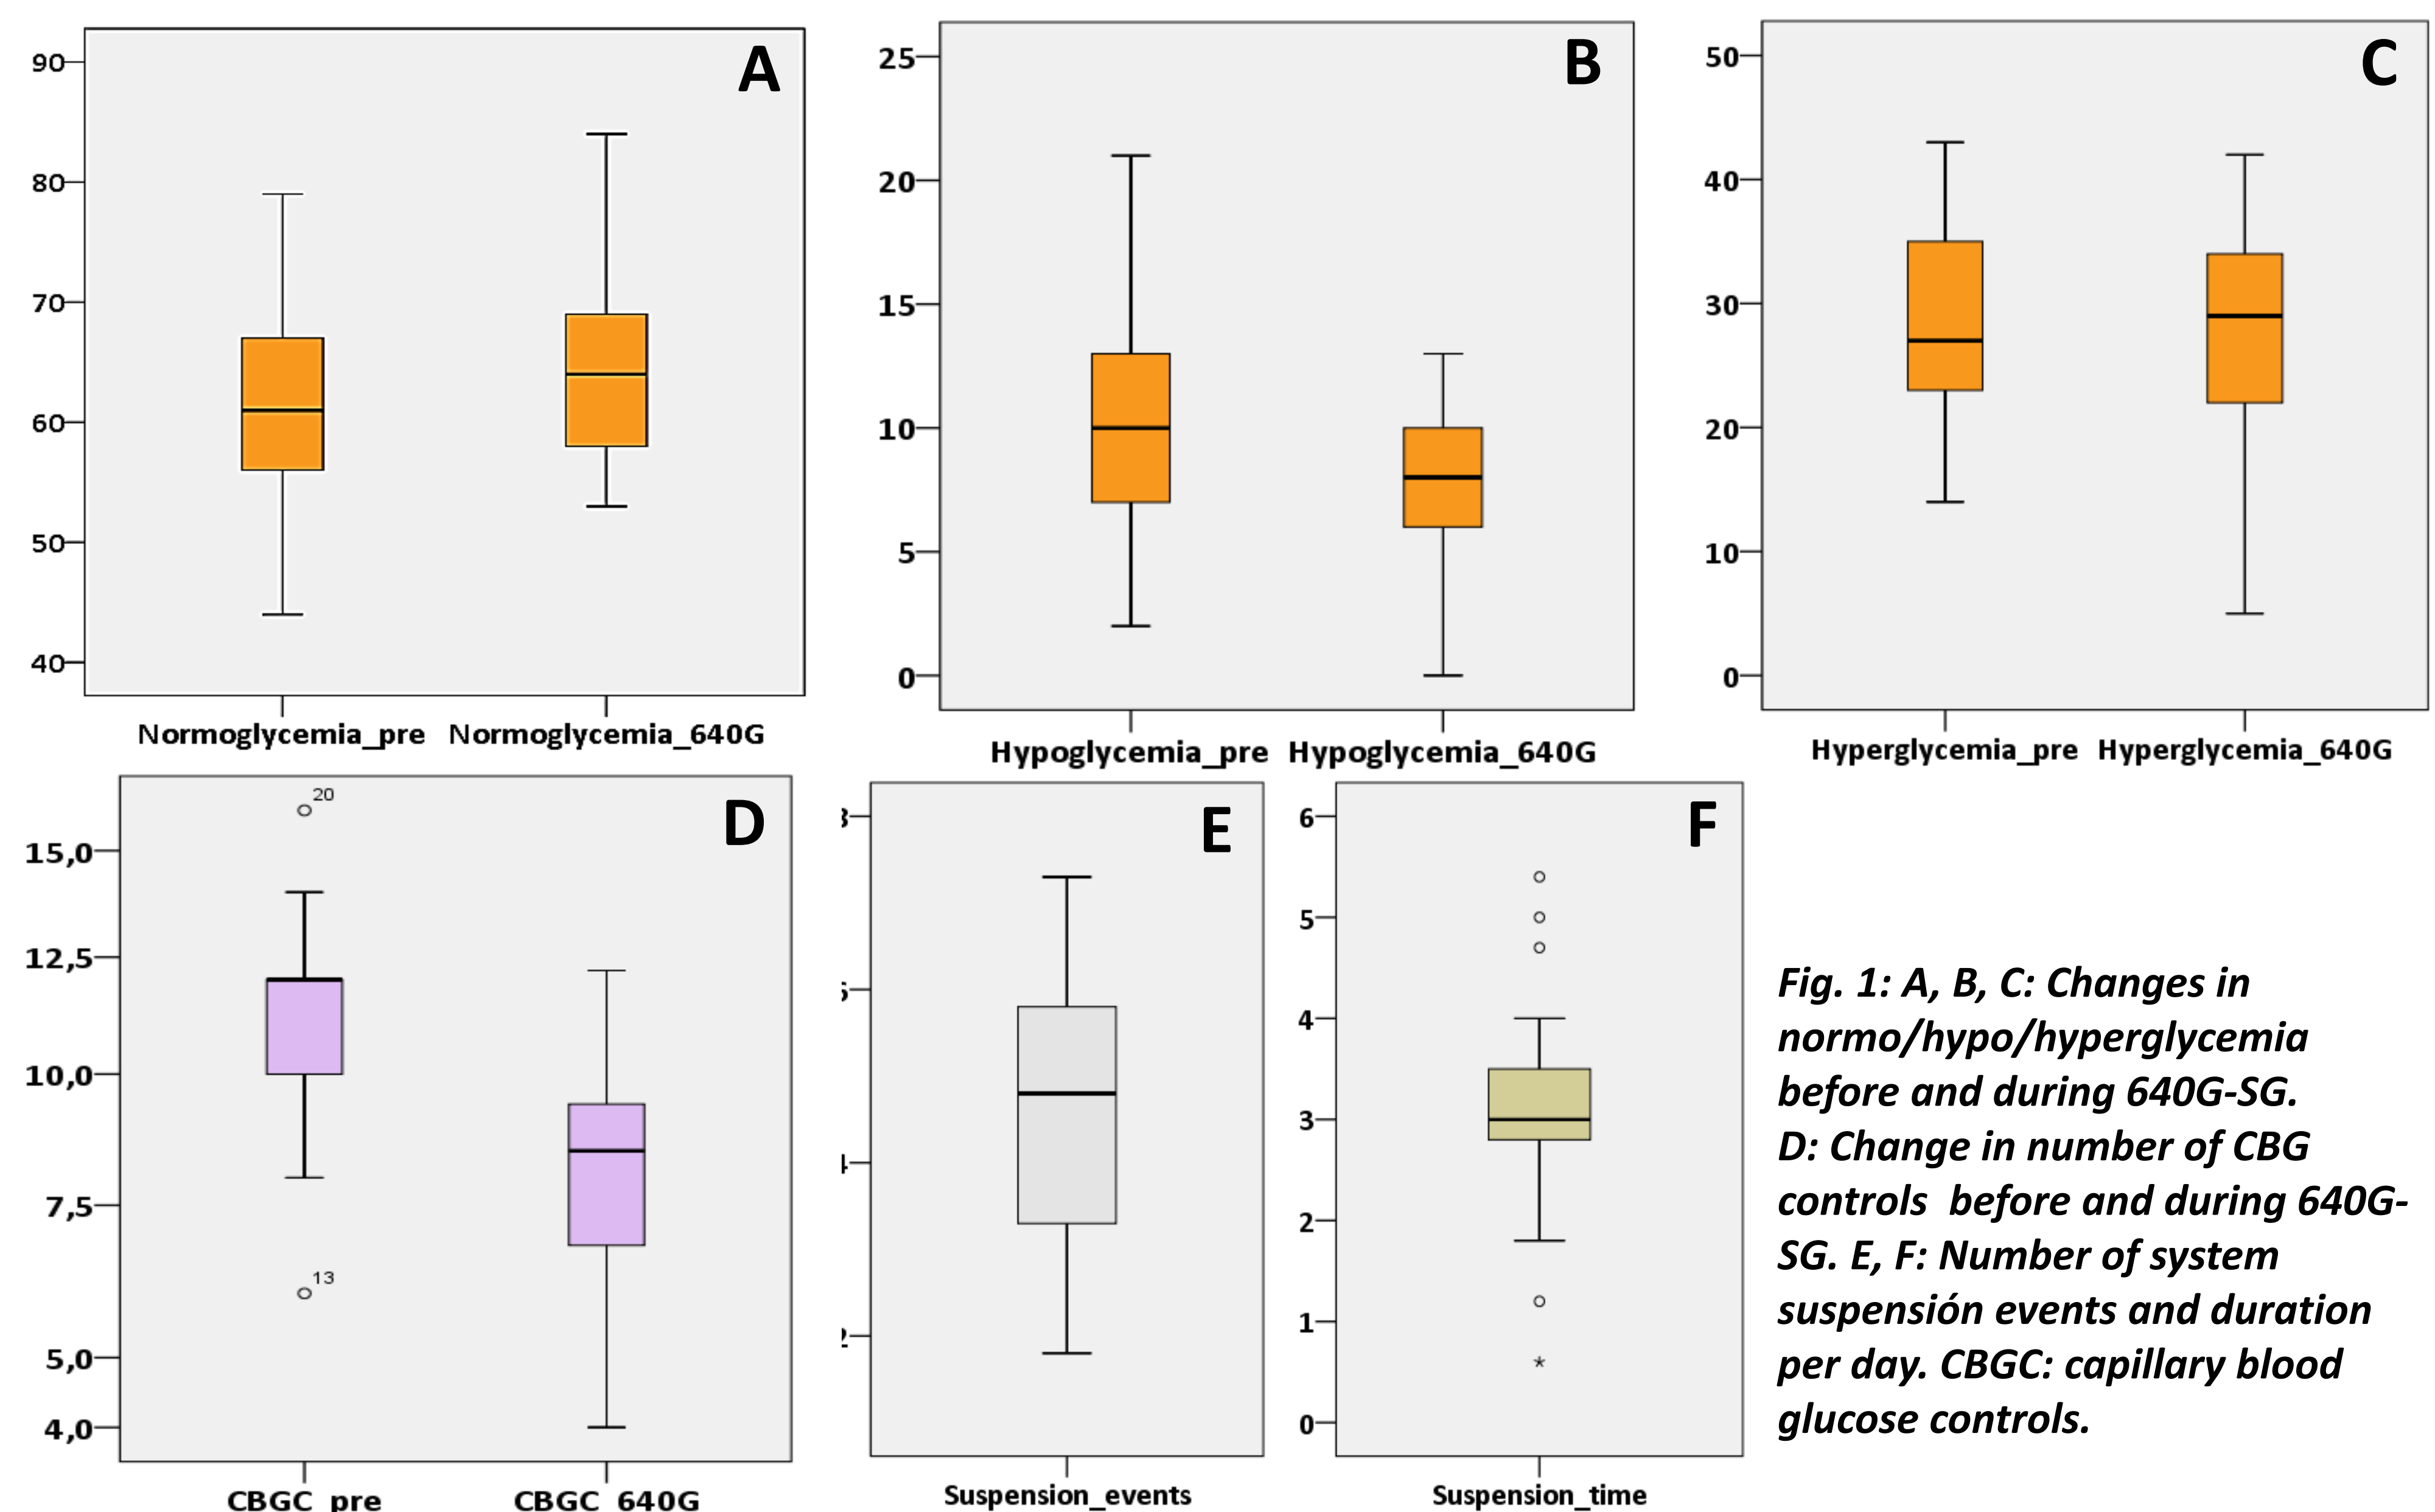 A
90
80
70
60
50
40
Normoglycemia_pre Normoglycemia_640G
B
25
20
15
10
5
0
Hypoglycemia_pre Hypoglycemia_640G
C
50
40
30
20
10
0
Hyperglycemia_pre Hyperglycemia_640G
D
20
15,0
12,5
10,0
7,5
13
5,0
4,0
CBGC_pre CBGC_640G
E
Suspension_events
F
6
5
4
3
2
1
*
0
Suspension_time
Fig. 1: A, B, C: Changes in
normo/hypo/hyperglycemia
before and during 640G-SG.
D: Change in number of CBG
controls before and during 640G-
SG. E, F: Number of system
suspensión events and duration
per day. CBGC: capillary blood
glucose controls.